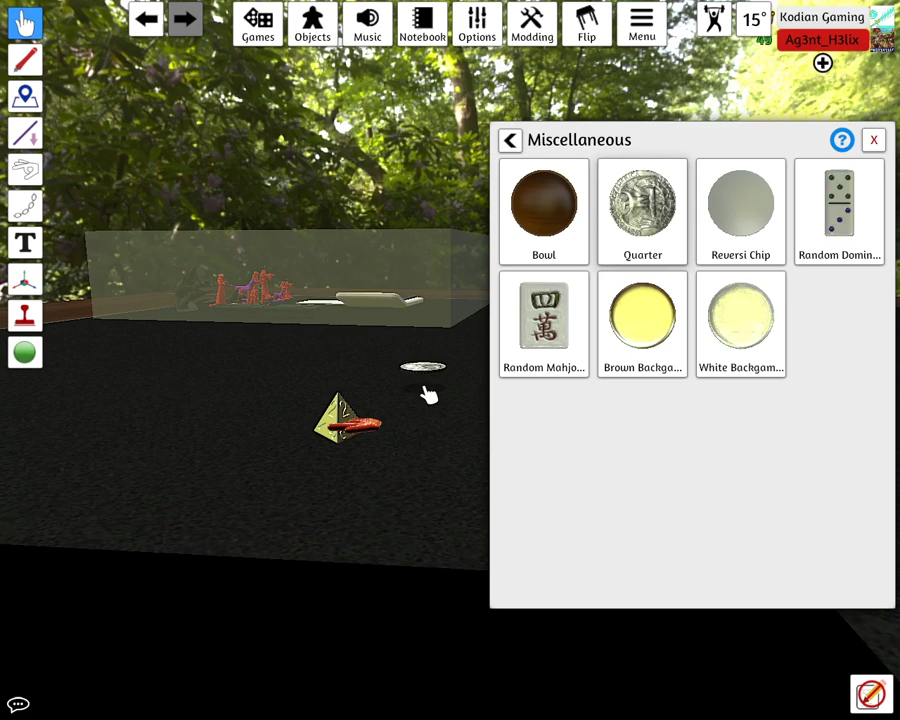 Games
Objects
Music
Notebook
Options
Modding
Flip
Menu
15°
Kodian Gaming
Ag3nt_H3lix
T
Miscellaneous
?
X
Bowl
Quarter
Reversi Chip
Random Domin...
四
萬
Random Mahjo...
Brown Backga...
White Backgam...
2